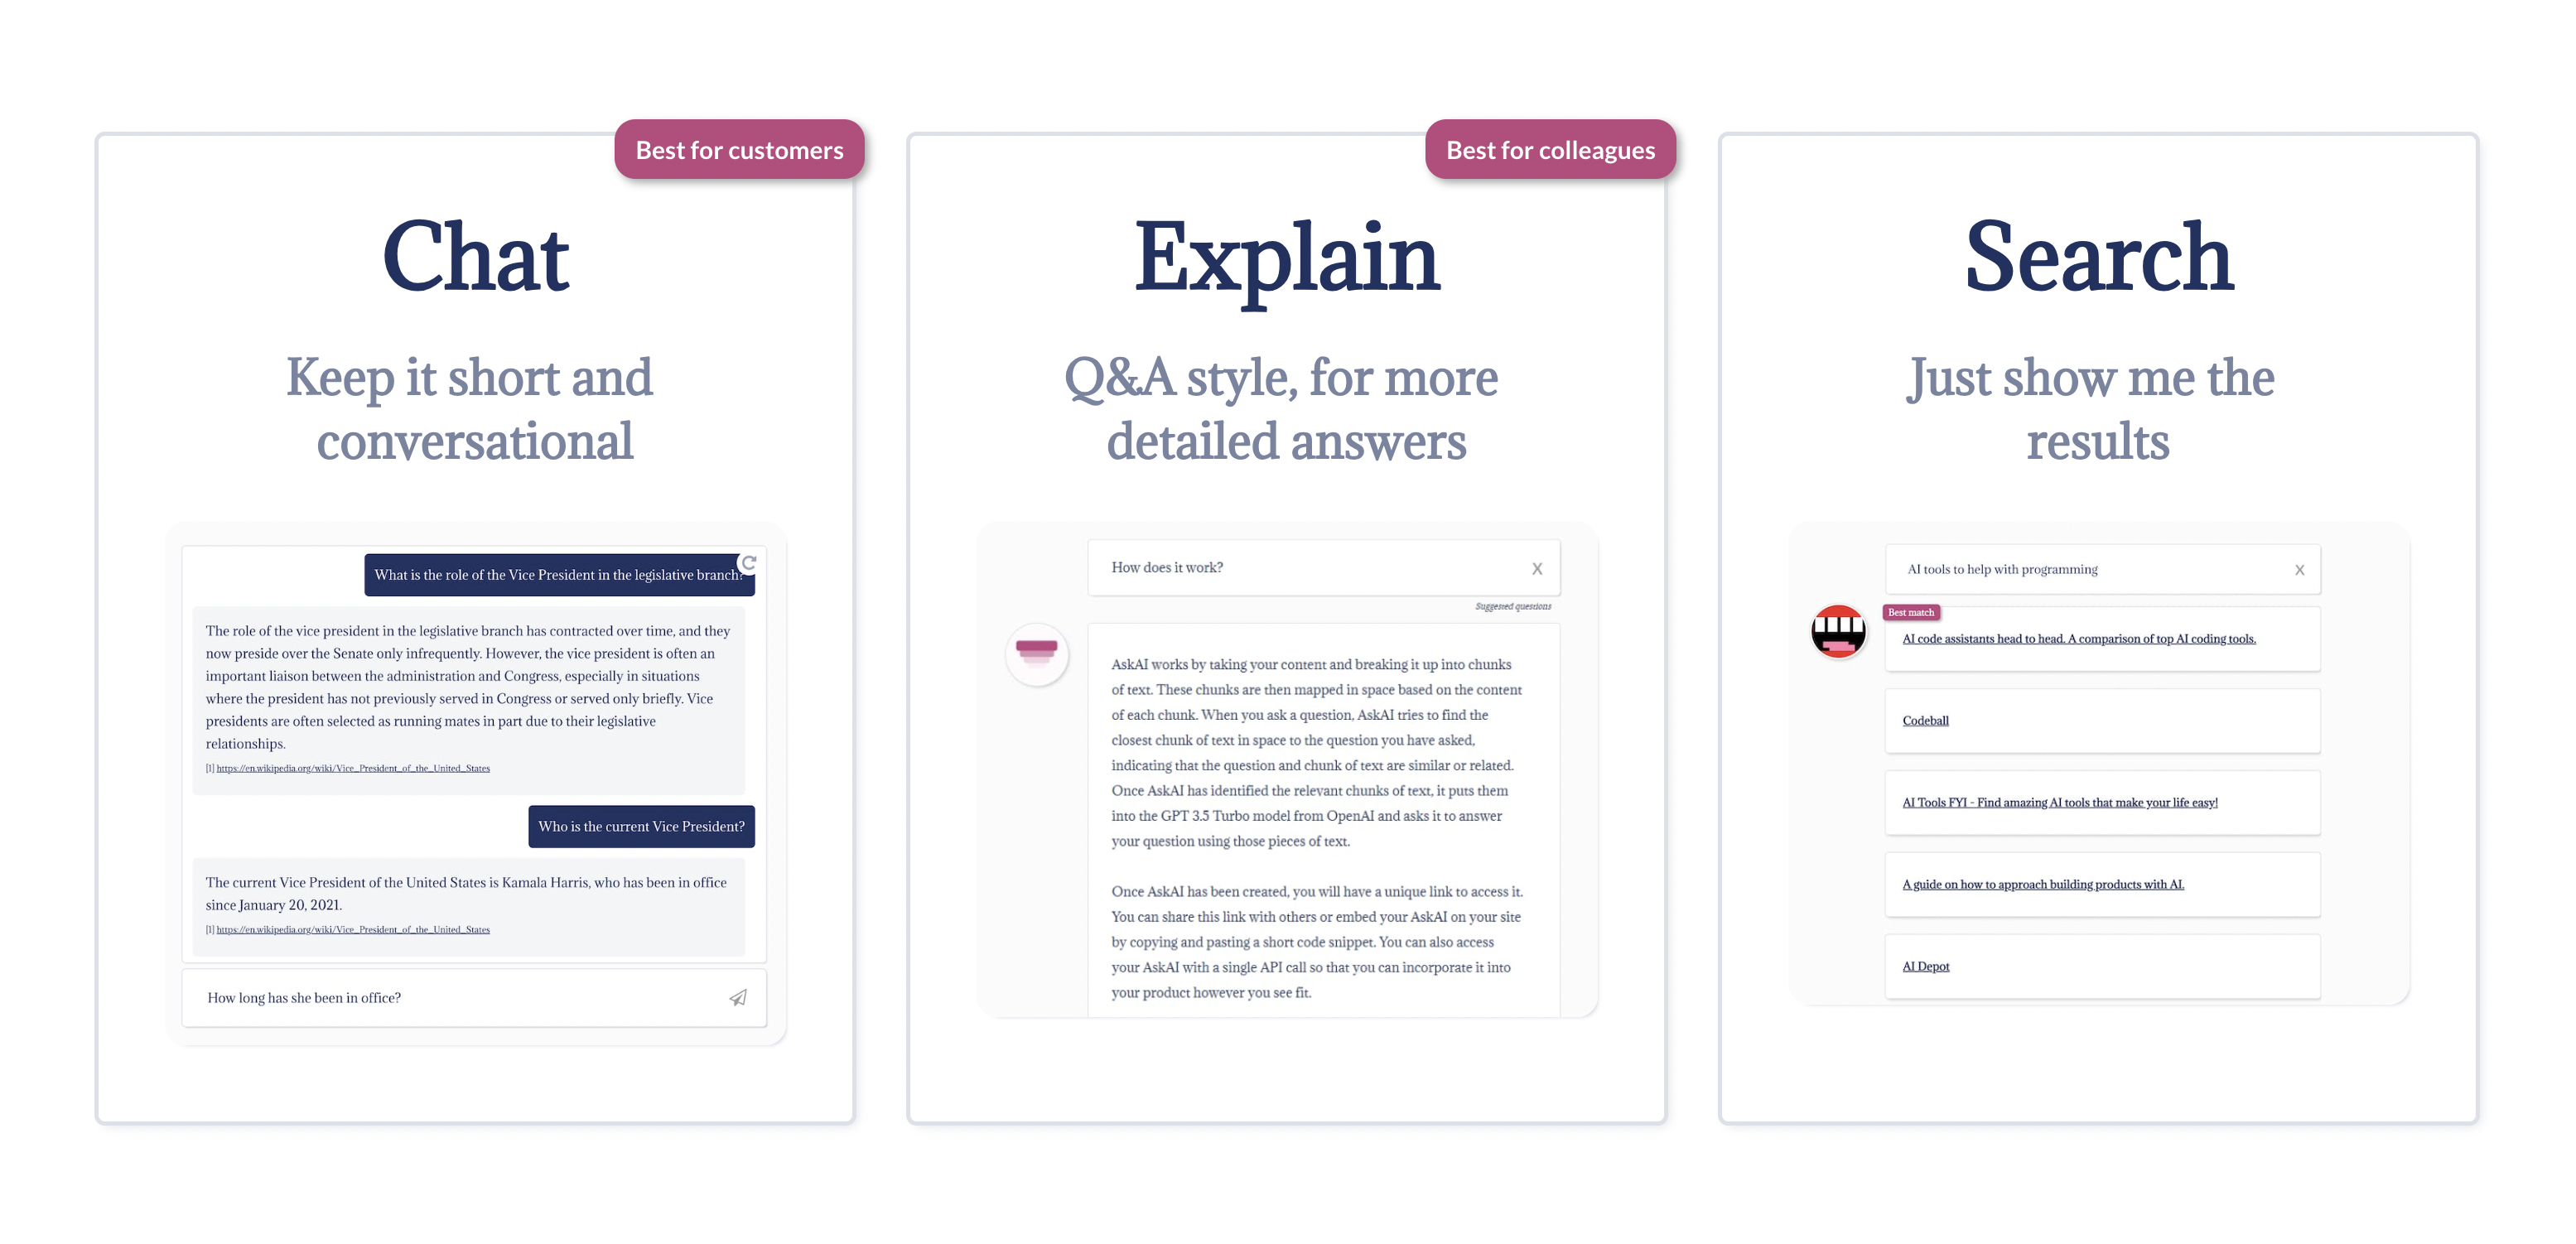 Best for customers
Chat
Keep it short and
conversational
What is the role of the Vice President in the legislative branch?
The role of the vice president in the legislative branch has contracted over time, and they
now preside over the Senate only infrequently. However, the vice president is often an
important liaison between the administration and Congress, especially in situations
where the president has not previously served in Congress or served only briefly. Vice
presidents are often selected as running mates in part due to their legislative
relationships.
[1] https://en.wikipedia.org/wiki/Vice_President_of_the_United_States
Who is the current Vice President?
The current Vice President of the United States is Kamala Harris, who has been in office
since January 20, 2021.
[1] https://en.wikipedia.org/wiki/Vice_President_of_the_United_States
How long has she been in office?
Best for colleagues
Explain
Q&A style, for more
detailed answers
How does it work?
X
Suggested questions
AskAI works by taking your content and breaking it up into chunks
of text. These chunks are then mapped in space based on the content
of each chunk. When you ask a question, AskAI tries to find the
closest chunk of text in space to the question you have asked,
indicating that the question and chunk of text are similar or related.
Once AskAI has identified the relevant chunks of text, it puts them
into the GPT 3.5 Turbo model from OpenAI and asks it to answer
your question using those pieces of text.
Once AskAI has been created, you will have a unique link to access it.
You can share this link with others or embed your AskAI on your site
by copying and pasting a short code snippet. You can also access
your AskAI with a single API call so that you can incorporate it into
your product however you see fit.
Search
Just show me the
results
AI tools to help with programming
X
Best match
AI code assistants head to head. A comparison of top AI coding tools.
Codeball
AI Tools FYI - Find amazing AI tools that make your life easy!
A guide on how to approach building products with AI.
AI Depot